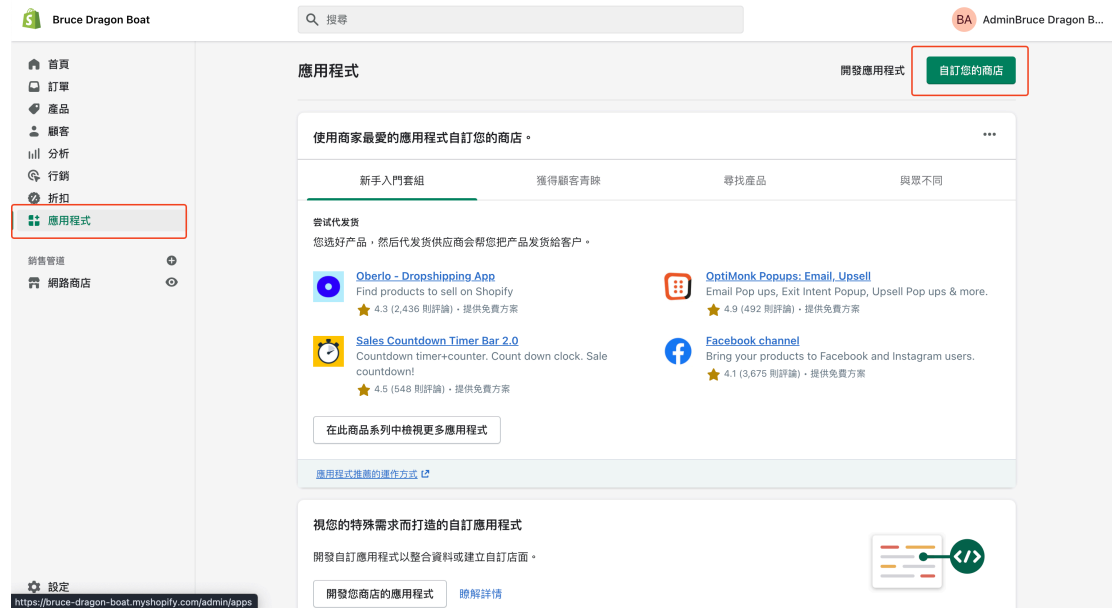 Bruce Dragon Boat
搜尋
BA
AdminBruce Dragon B...
首頁
訂單
產品
顧客
分析
行銷
折扣
應用程式
銷售管道
網路商店
設定
https://bruce-dragon-boat.myshopify.com/admin/apps
應用程式
開發應用程式
自訂您的商店
使用商家最愛的應用程式自訂您的商店。
新手入門套組
獲得顧客青睞
尋找產品
與眾不同
尝试代发货
您选好产品，然后代发货供应商会帮您把产品发货給客户。
Oberlo - Dropshipping App
Find products to sell on Shopify
4.3 (2,436 則評論)・提供免費方案
OptiMonk Popups: Email, Upsell
Email Pop ups, Exit Intent Popup, Upsell Pop ups & more.
4.9 (492 則評論)・提供免費方案
Sales Countdown Timer Bar 2.0
Countdown timer+counter. Count down clock. Sale
countdown!
4.5 (548 則評論)・提供免費方案
Facebook channel
Bring your products to Facebook and Instagram users.
4.1 (3,675 則評論)・提供免費方案
在此商品系列中檢視更多應用程式
應用程式推薦的運作方式
視您的特殊需求而打造的自訂應用程式
開發自訂應用程式以整合資料或建立自訂店面。
開發您商店的應用程式
瞭解詳情